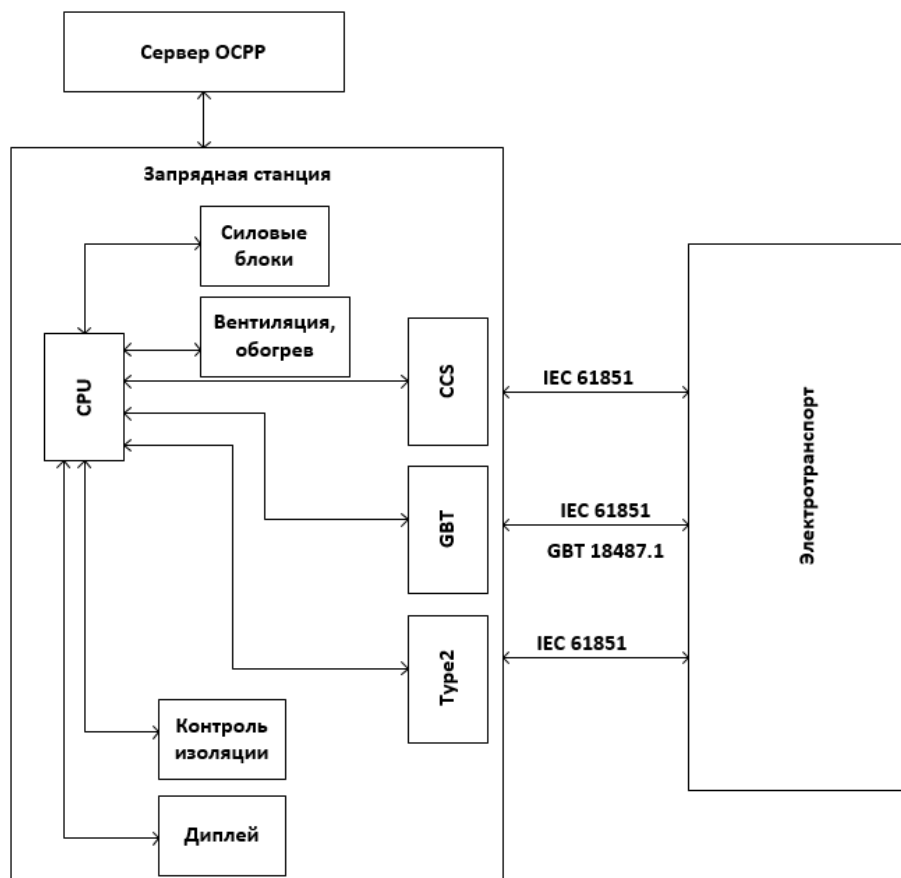 Сервер OCPP
Запрядная станция
Силовые
блоки
Вентиляция,
обогрев
CPU
CCS
IEC 61851
GBT
IEC 61851
GBT 18487.1
Электротранспорт
Type2
IEC 61851
Контроль
изоляции
Диплей